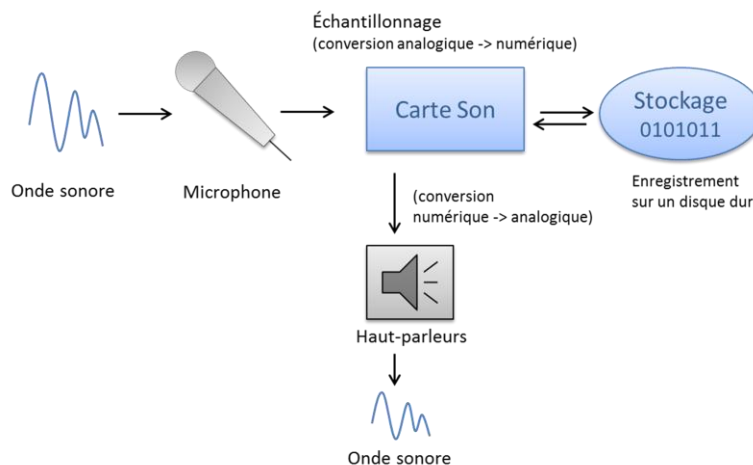 Échantillonnage
(conversion analogique -> numérique)
Carte Son
Stockage
0101011
Onde sonore
Microphone
Enregistrement
sur un disque dur
(conversion
numérique -> analogique)
Haut-parleurs
Onde sonore